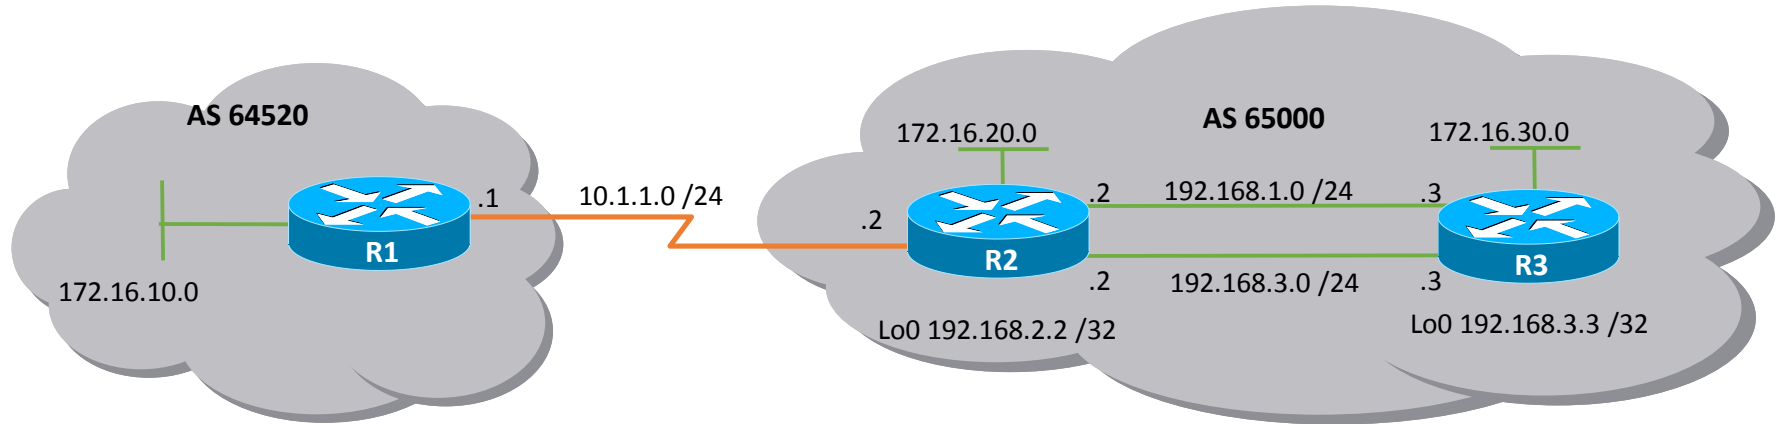 AS 64520
172.16.10.0
R1
.1
10.1.1.0 /24
AS 65000
172.16.20.0
172.16.30.0
.2
R2
.2
192.168.1.0 /24
.3
.2
192.168.3.0 /24
.3
R3
Lo0 192.168.2.2 /32
Lo0 192.168.3.3 /32